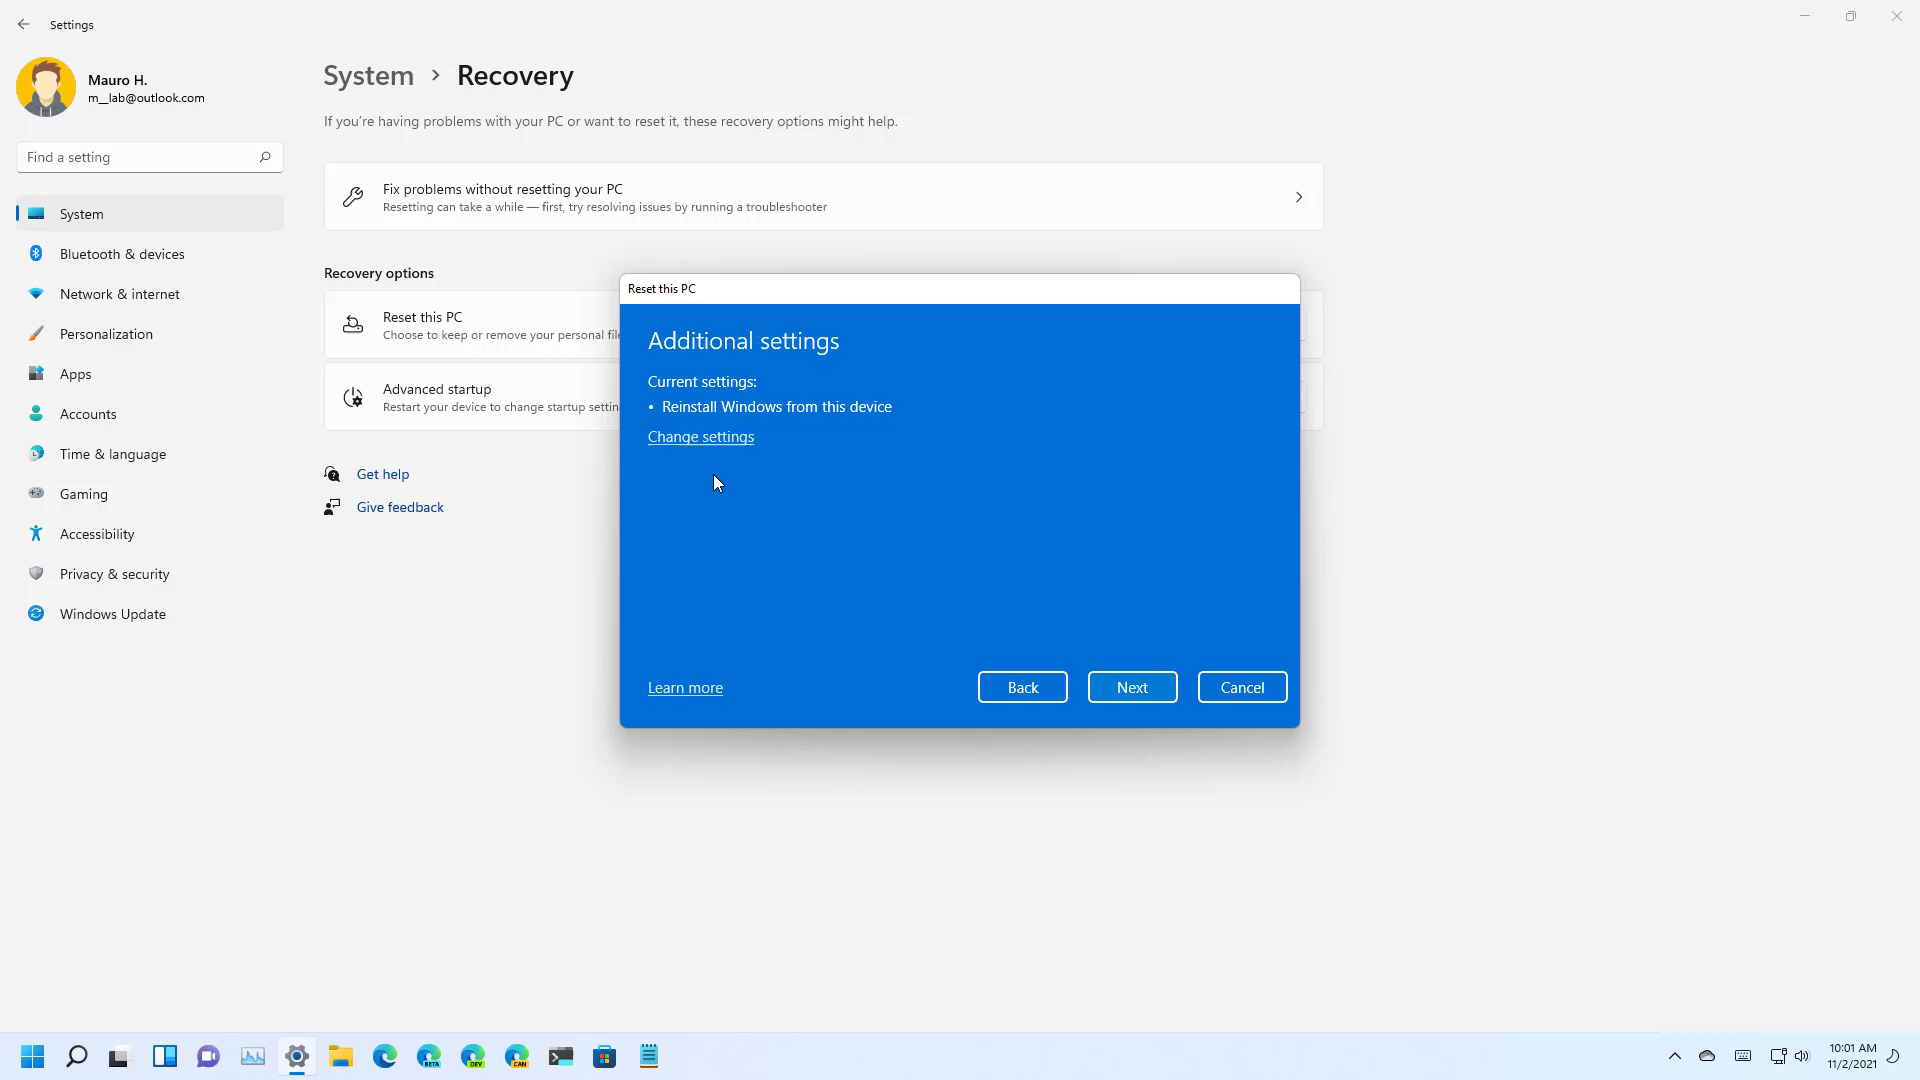 Settings
Mauro H.
m__lab@outlook.com
Find a setting
System
Bluetooth & devices
Network & internet
Personalization
Apps
Accounts
Time & language
Gaming
Accessibility
Privacy & security
Windows Update
System > Recovery
If you're having problems with your PC or want to reset it, these recovery options might help.
Fix problems without resetting your PC
Resetting can take a while — first, try resolving issues by running a troubleshooter
Recovery options
Reset this PC
Choose to keep or remove your personal file
Advanced startup
Restart your device to change startup settin
Get help
Give feedback
Reset this PC
Additional settings
Current settings:
• Reinstall Windows from this device
Change settings
Learn more
Back
Next
Cancel
BETA
DEV
CAN
10:01 AM
11/2/2021